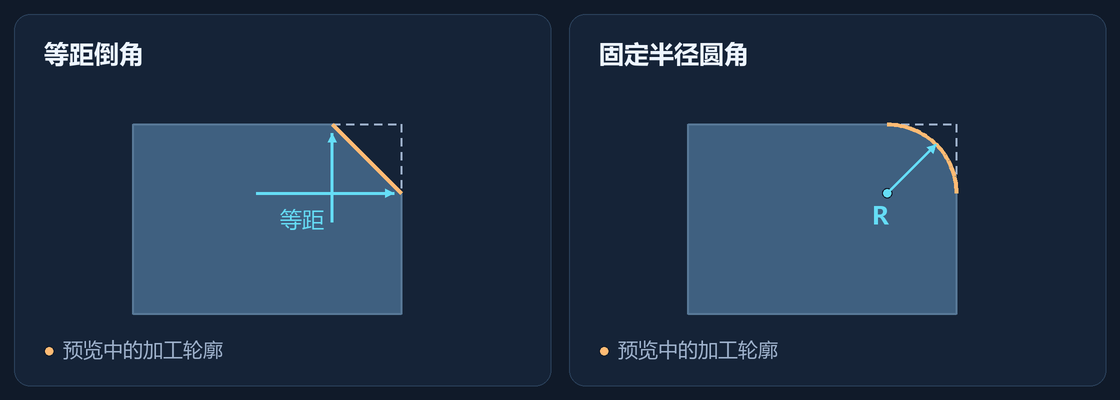 等距倒角
等距
预览中的加工轮廓
固定半径圆角
R
预览中的加工轮廓